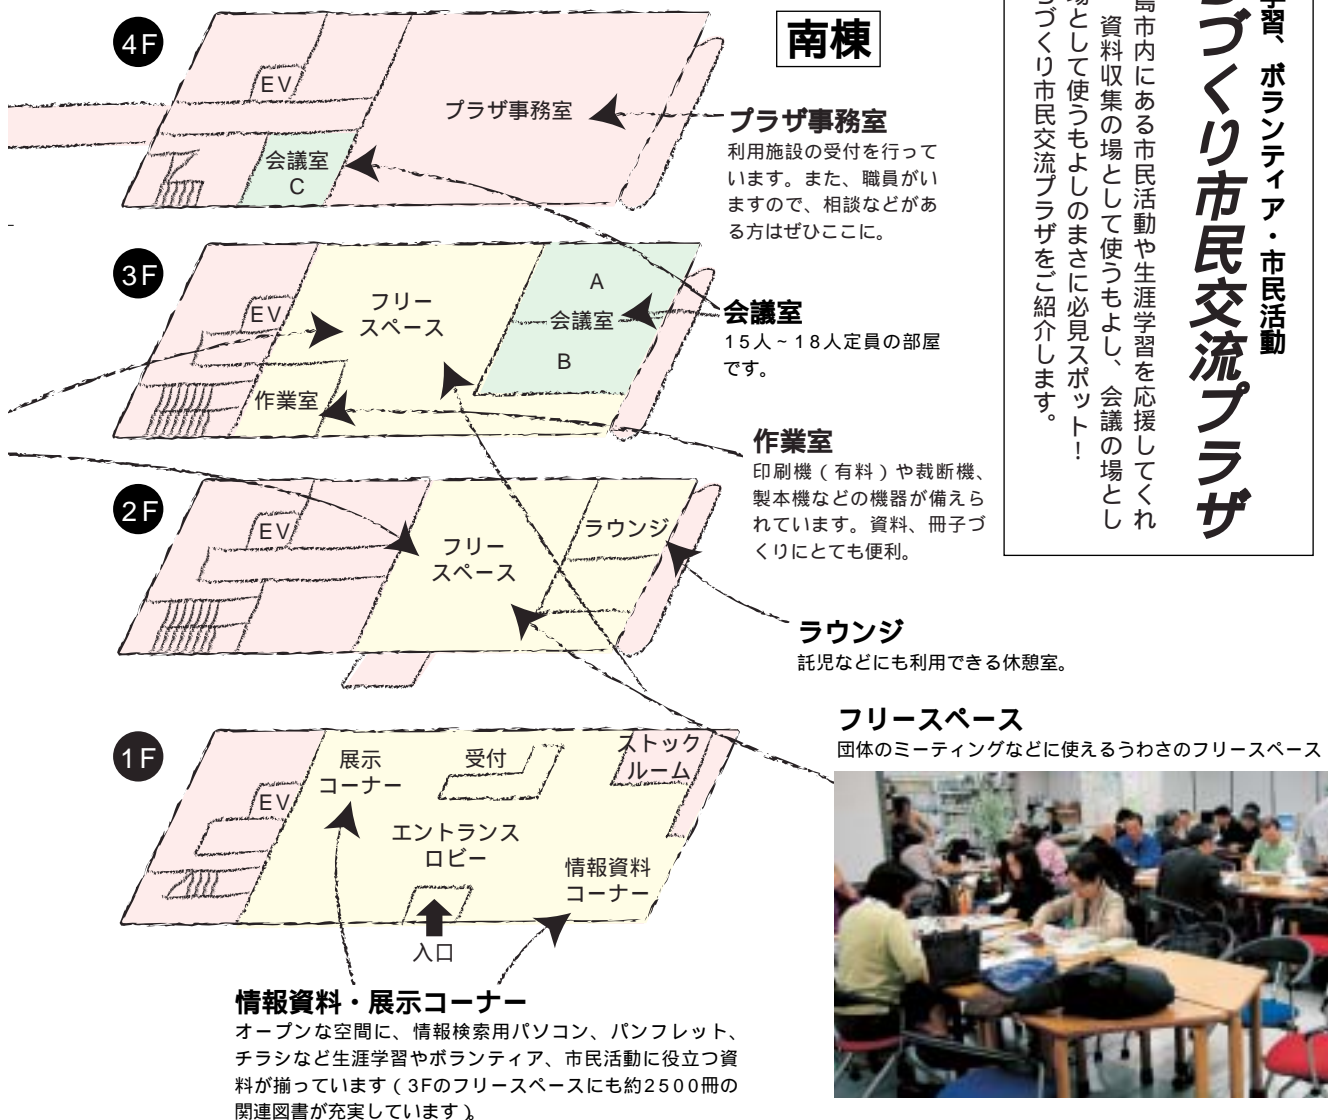 学習、ボランティア・市民活動
づくり市民交流プラザ
島市内にある市民活動や生涯学習を応援してくれ
資料収集の場として使うもよし、会議の場とし
場として使うもよしのまさに必見スポット!
ちづくり市民交流プラザをご紹介します。
南棟
4F
EV
プラザ事務室
会議室
C
プラザ事務室
利用施設の受付を行って
います。また、職員がい
ますので、相談などがあ
る方はぜひここに。
3F
EV
フリー
スペース
A
会議室
B
作業室
会議室
15人~18人定員の部屋
です。
作業室
印刷機(有料)や裁断機、
製本機などの機器が備えら
れています。資料、冊子づ
くりにとても便利。
2F
EV
フリー
スペース
ラウンジ
ラウンジ
託児などにも利用できる休憩室。
フリースペース
団体のミーティングなどに使えるうわさのフリースペース
1F
EV
展示
コーナー
受付
ストック
ルーム
エントランス
ロビー
情報資料
コーナー
入口
情報資料・展示コーナー
オープンな空間に、情報検索用パソコン、パンフレット、
チラシなど生涯学習やボランティア、市民活動に役立つ資
料が揃っています(3Fのフリースペースにも約2500冊の
関連図書が充実しています)。